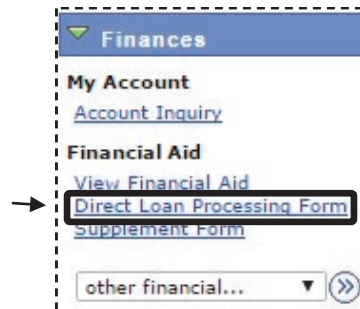 Finances
My Account
Account Inquiry
Financial Aid
View Financial Aid
Direct Loan Processing Form
Supplement Form
other financial...